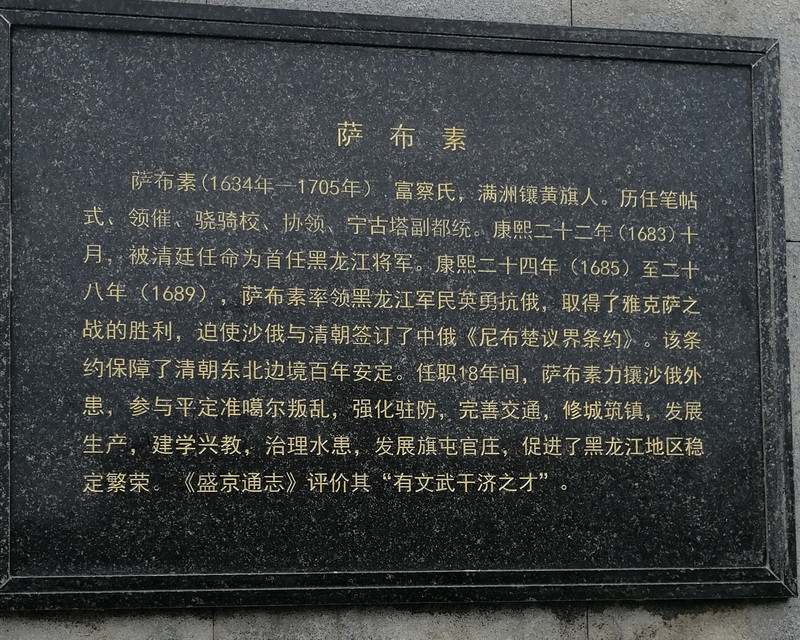 萨布素
萨布素(1634年—1705年) 富察氏，满洲镶黄旗人。历任笔帖
式、领催、骁骑校、协领、宁古塔副都统。康熙二十二年(1683)十
月，被清廷任命为首任黑龙江将军。康熙二十四年（1685）至二十
八年（1689），萨布素率领黑龙江军民英勇抗俄，取得了雅克萨之
战的胜利，迫使沙俄与清朝签订了中俄《尼布楚议界条约》。该条
约保障了清朝东北边境百年安定。任职18年间，萨布素力攘沙俄外
患，参与平定准噶尔叛乱，强化驻防，完善交通，修城筑镇，发展
生产，建学兴教，治理水患，发展旗屯官庄，促进了黑龙江地区稳
定繁荣。《盛京通志》评价其“有文武干济之才”。